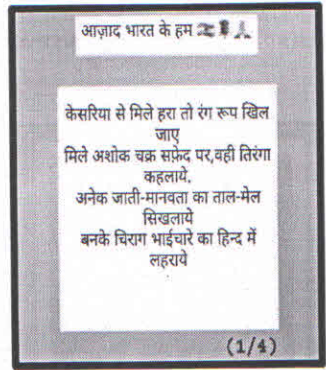 आज़ाद भारत के हम
केसरिया से मिले हरा तो रंग रूप खिल
जाए
मिले अशोक चक्र सफ़ेद पर,वही तिरंगा
कहलाये,
अनेक जाती-मानवता का ताल-मेल
सिखलाये
बनके चिराग भाईचारे का हिन्द में
लहराये
(1/4)